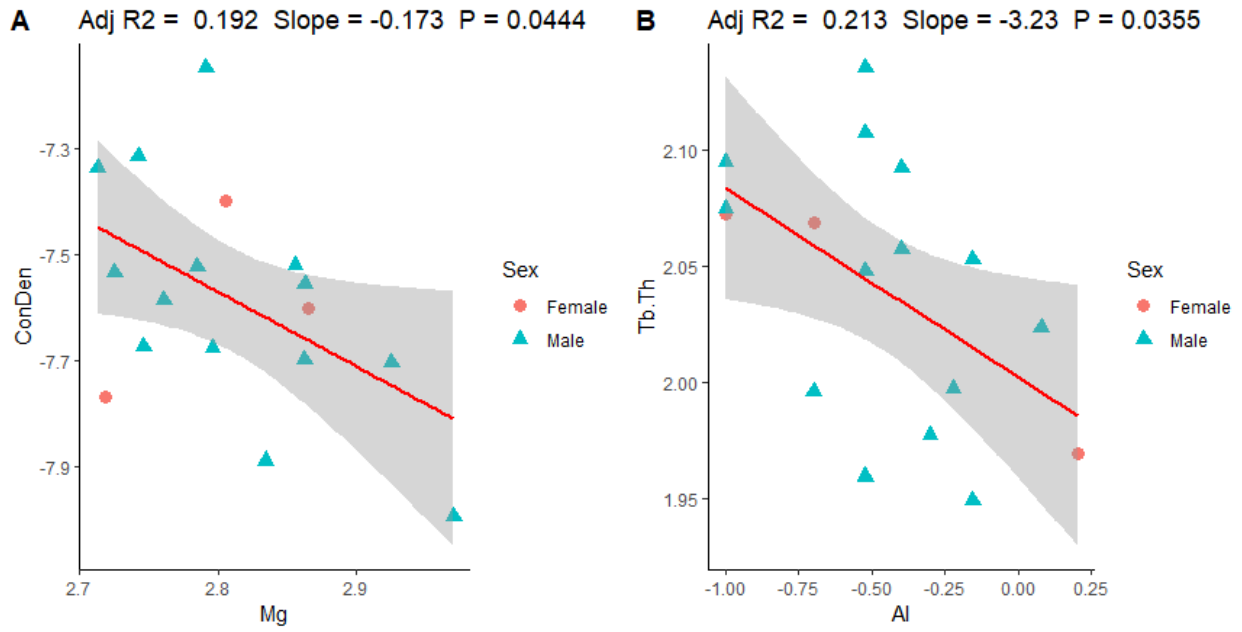 A Adj R2 = 0.192 Slope = -0.173 P = 0.0444
ConDen
-7.3
-7.5
-7.7
-7.9
2.7 2.8 2.9
Mg
Sex
Female
Male
B Adj R2 = 0.213 Slope = -3.23 P = 0.0355
Tb.Th
2.10
2.05
2.00
1.95
-1.00 -0.75 -0.50 -0.25 0.00 0.25
Al
Sex
Female
Male